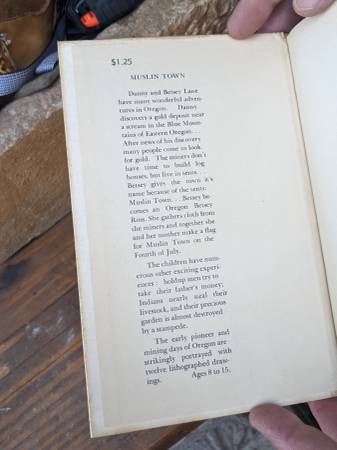 $1.25
MUSLIN TOWN
Danny and Betsey Lane
have many wonderful adven-
tures in Oregon. Danny
discovers a gold deposit near
a stream in the Blue Moun-
tains of Eastern Oregon. . .
After news of his discovery
many people come to look
for gold. The miners don't
have time to build log
houses, but live in tents. . .
Betsey gives the town it's
name because of the tents:
Muslin Town. . . Betsey be-
comes an Oregon Betsey
Ross. She gathers cloth from
the miners and together she
and her mother make a flag
for Muslin Town on the
Fourth of July.
The children have num-
erous other exciting experi-
ences: holdup men try to
take their father's money;
Indians nearly steal their
livestock, and their precious
garden is almost destroyed
by a stampede.
The early pioneer and
mining days of Oregon are
strikingly portrayed with
twelve lithographed draw-
ings. Ages 8 to 15.